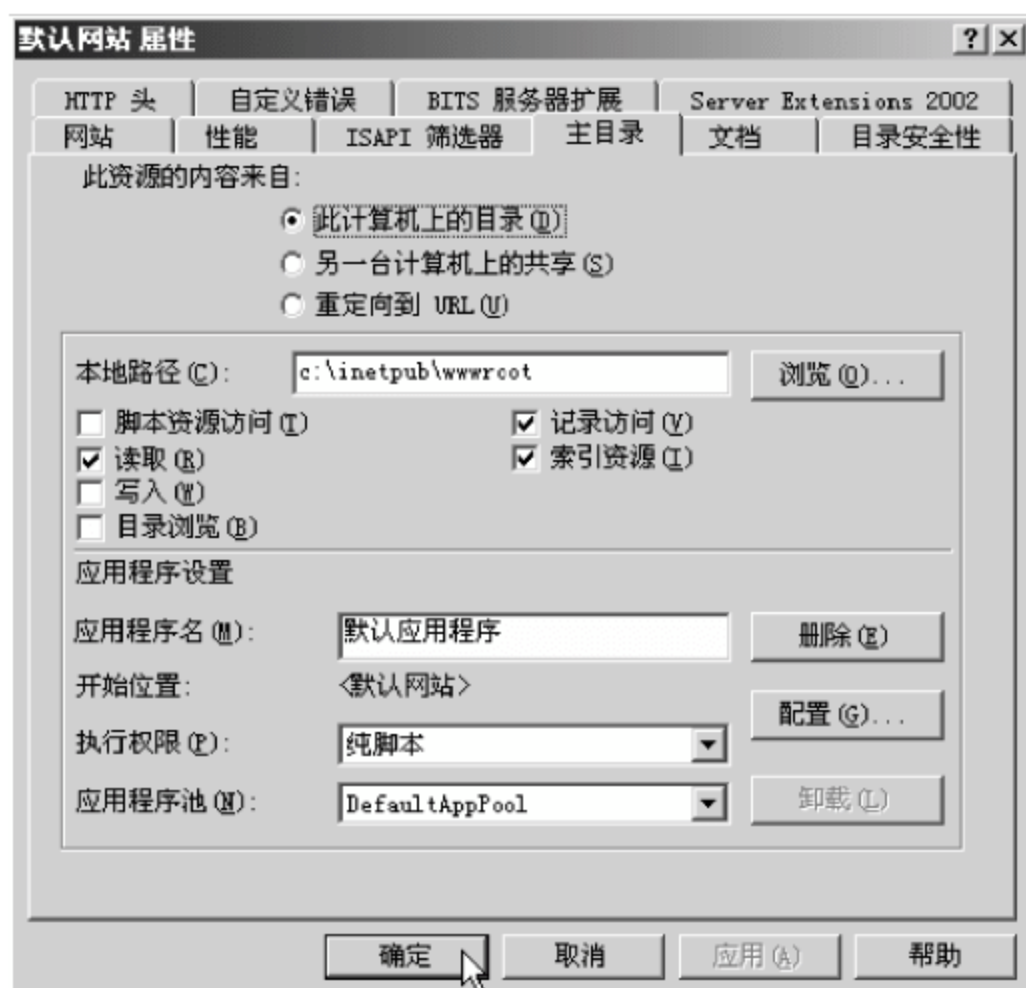 默认网站 属性
HTTP 头 自定义错误 BITS 服务器扩展 Server Extensions 2002
网站 性能 ISAPI 筛选器 主目录 文档 目录安全性
此资源的内容来自:
此计算机上的目录(D)
另一台计算机上的共享(S)
重定向到 URL(U)
本地路径(C): c:\inetpub\wwwroot 浏览(O)...
脚本资源访问(T) 记录访问(V)
读取(R) 索引资源(I)
写入(W)
目录浏览(B)
应用程序设置
应用程序名(M): 默认应用程序 删除(E)
开始位置: <默认网站>
配置(G)...
执行权限(P): 纯脚本
应用程序池(N): DefaultAppPool 卸载(L)
确定 取消 应用(A) 帮助